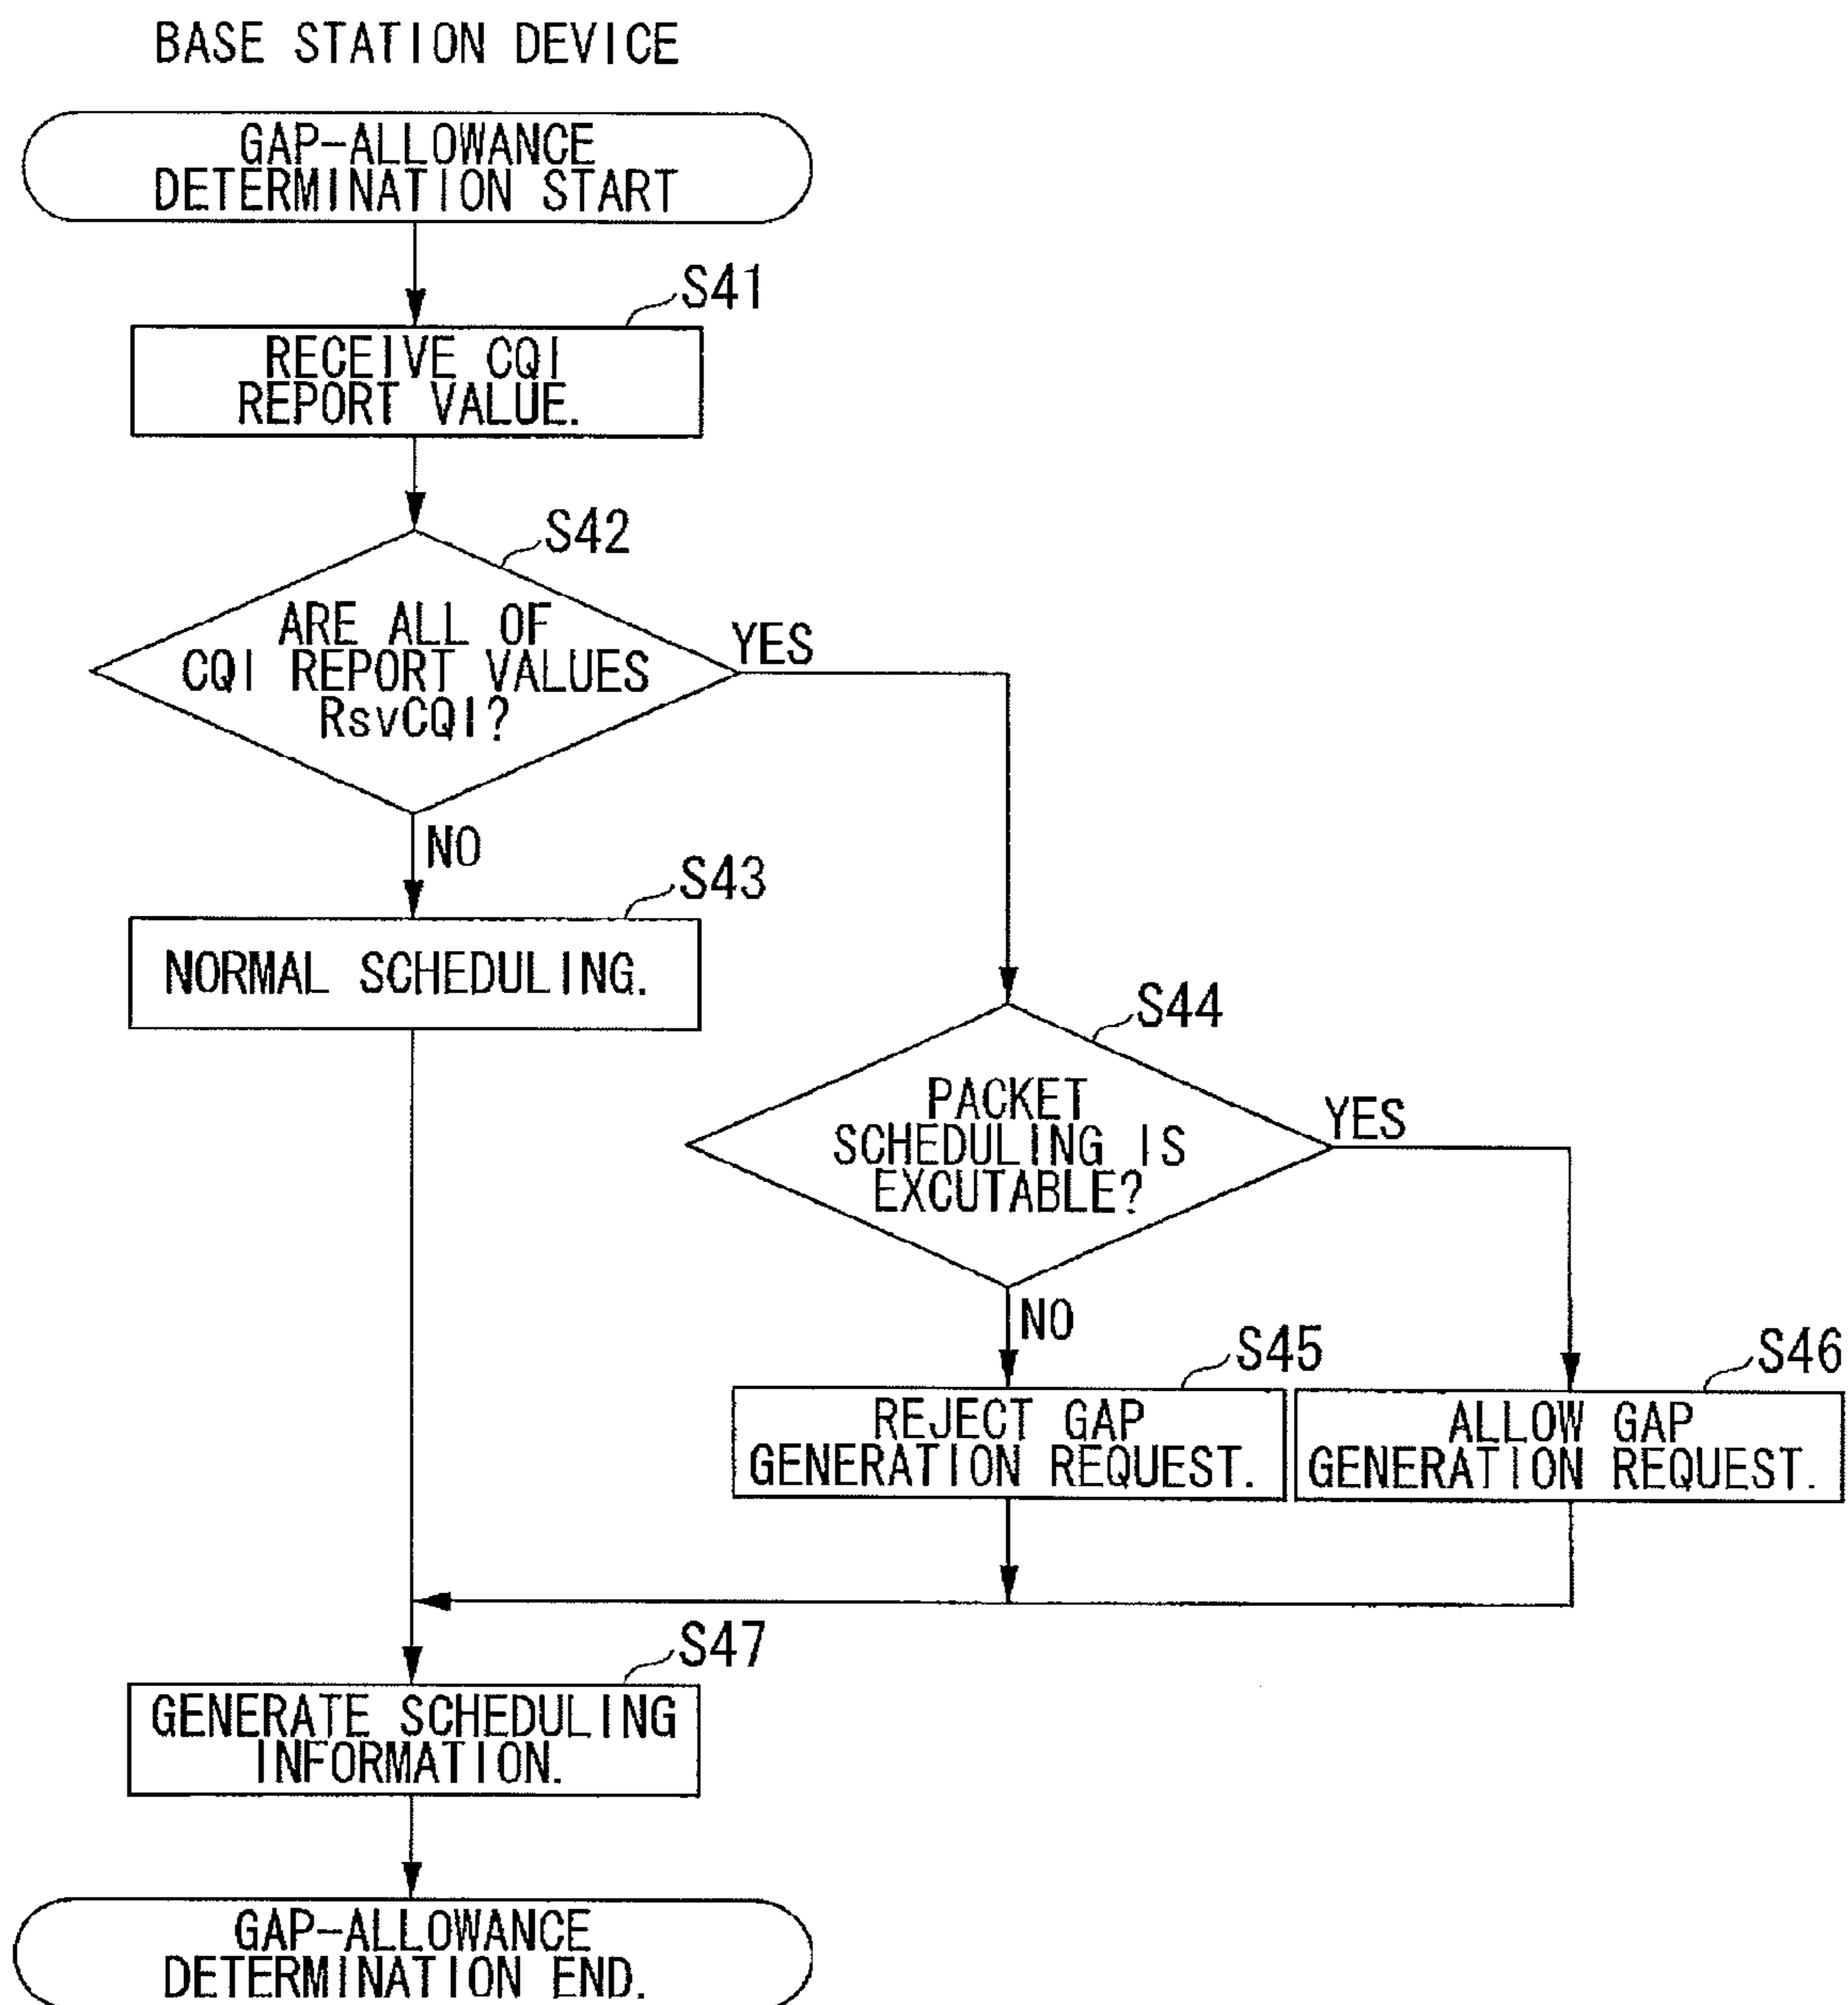 BASE STATION DEVICE
GAP-ALLOWANCE
DETERMINATION START
S41
RECEIVE CQI
REPORT VALUE.
S42
ARE ALL OF
CQI REPORT VALUES
RsvCQI?
YES
NO
S43
NORMAL SCHEDULING.
S44
PACKET
SCHEDULING IS
EXCUTABLE?
YES
NO
S45
REJECT GAP
GENERATION REQUEST.
S46
ALLOW GAP
GENERATION REQUEST.
S47
GENERATE SCHEDULING
INFORMATION.
GAP-ALLOWANCE
DETERMINATION END.